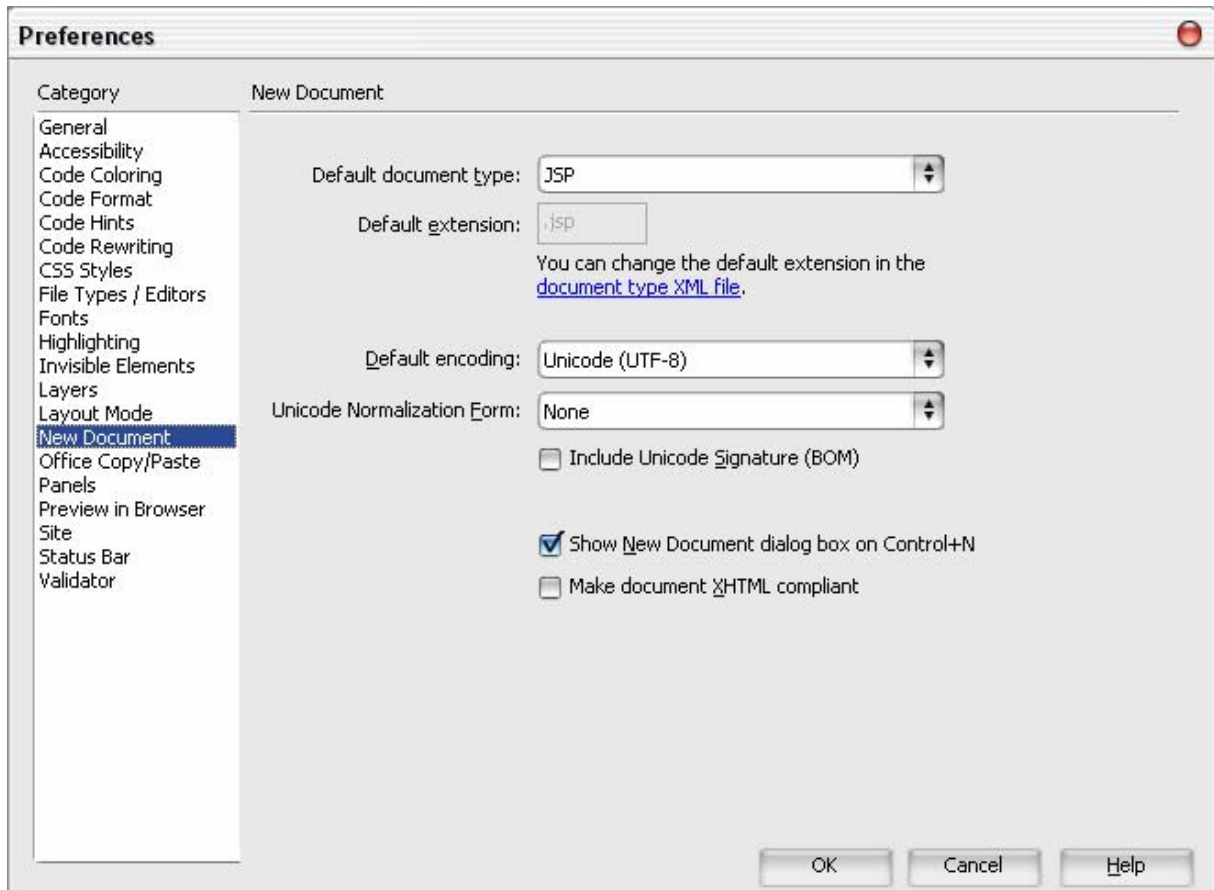 Preferences
Category
General
Accessibility
Code Coloring
Code Format
Code Hints
Code Rewriting
CSS Styles
File Types / Editors
Fonts
Highlighting
Invisible Elements
Layers
Layout Mode
New Document
Office Copy/Paste
Panels
Preview in Browser
Site
Status Bar
Validator
New Document
Default document type: JSP
Default extension: .jsp
You can change the default extension in the
document type XML file.
Default encoding: Unicode (UTF-8)
Unicode Normalization Form: None
Include Unicode Signature (BOM)
Show New Document dialog box on Control+N
Make document XHTML compliant
OK Cancel Help